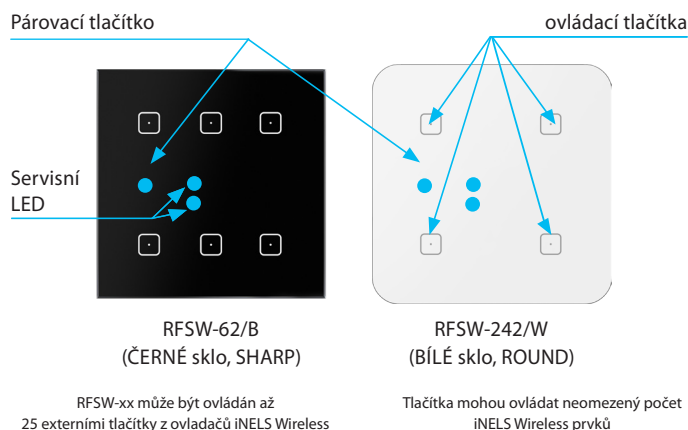 Párovací tlačítko
ovládací tlačítka
Servisní
LED
RFSW-62/B
(ČERNÉ sklo, SHARP)
RFSW-242/W
(BÍLÉ sklo, ROUND)
RFSW-xx může být ovládán až
25 externími tlačítky z ovladačů iNELS Wireless
Tlačítka mohou ovládat neomezený počet
iNELS Wireless prvků